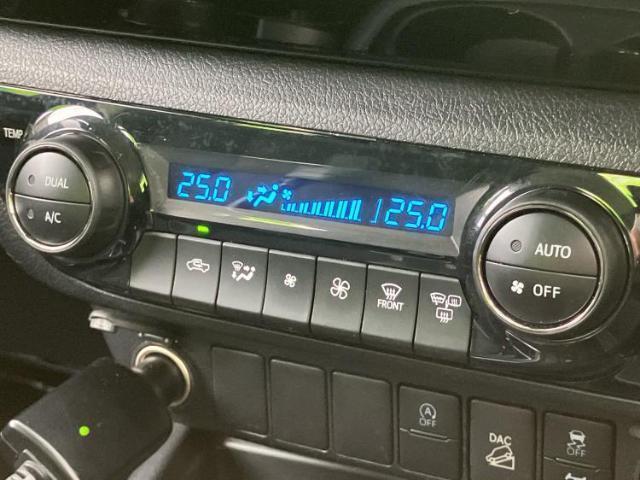 TEMP
DUAL
A/C
25.0
25.0
AUTO
OFF
FRONT
OFF
DAC
OFF